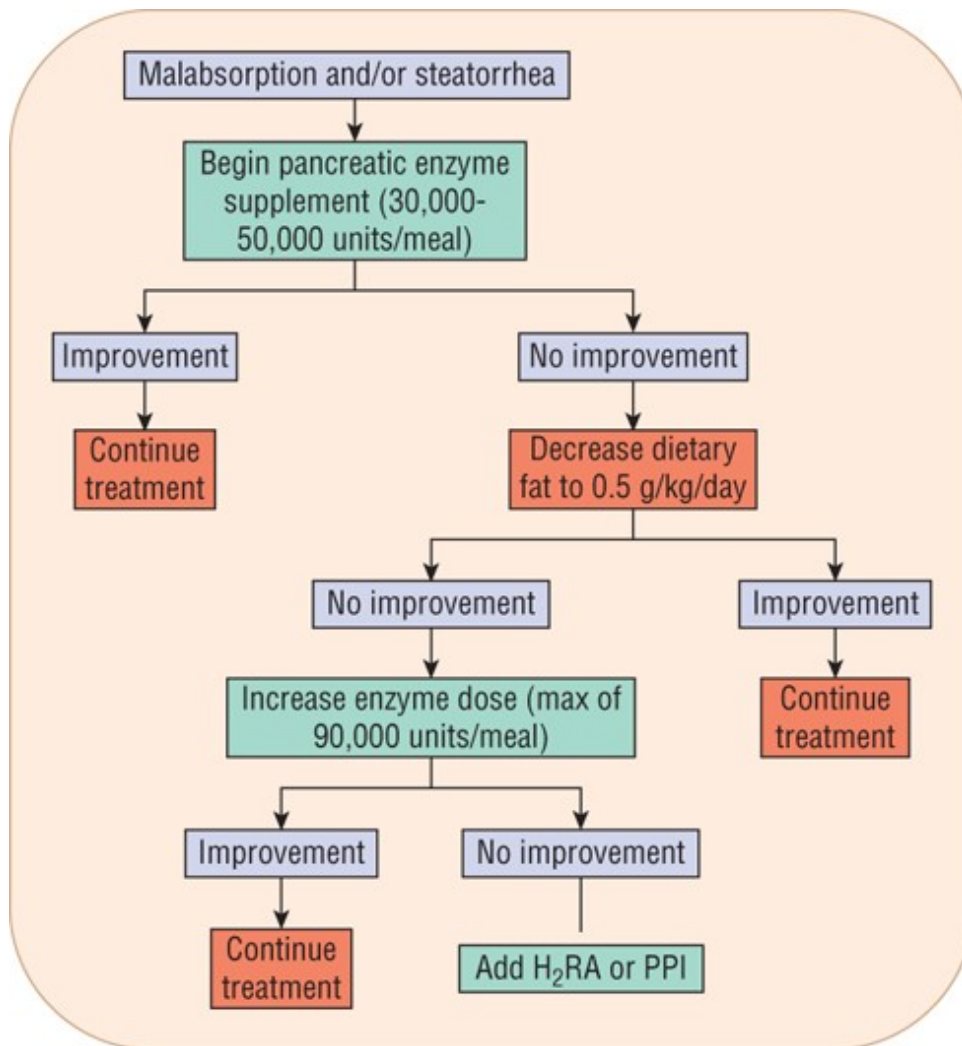 Malabsorption and/or steatorrhea
Begin pancreatic enzyme
supplement (30,000-
50,000 units/meal)
Improvement
No improvement
Continue
treatment
Decrease dietary
fat to 0.5 g/kg/day
No improvement
Improvement
Increase enzyme dose (max of
90,000 units/meal)
Continue
treatment
Improvement
No improvement
Continue
treatment
Add H₂RA or PPI